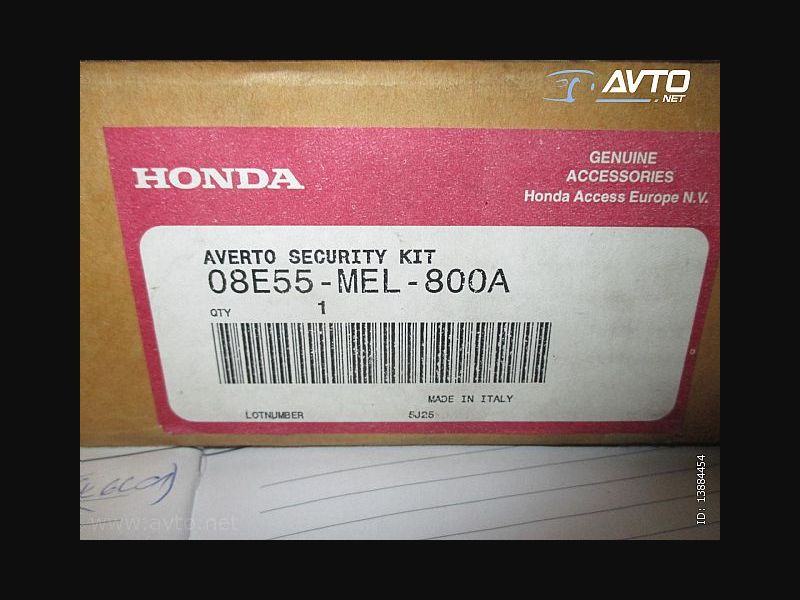 AVTO
.NET
HONDA
GENUINE
ACCESSORIES
Honda Access Europe N.V.
AVERTO SECURITY KIT
08E55-MEL-800A
QTY 1
MADE IN ITALY
LOTNUMBER 5J25
www.avto.net
ID: 13884454